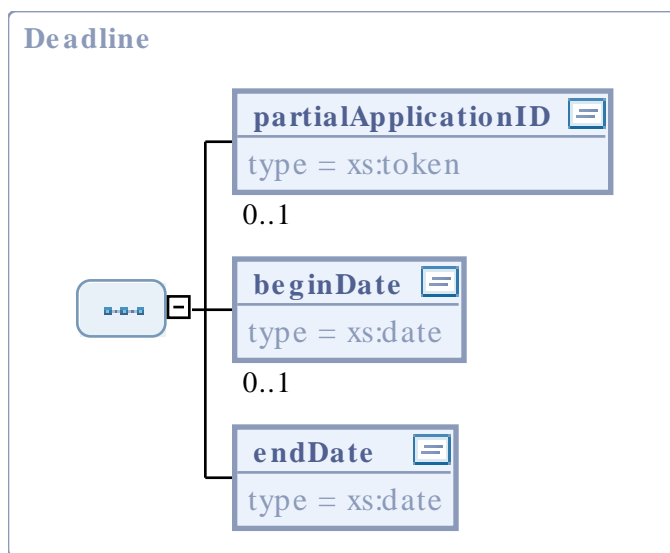 Deadline
partialApplicationID
type = xs:token
0..1
beginDate
type = xs:date
0..1
endDate
type = xs:date